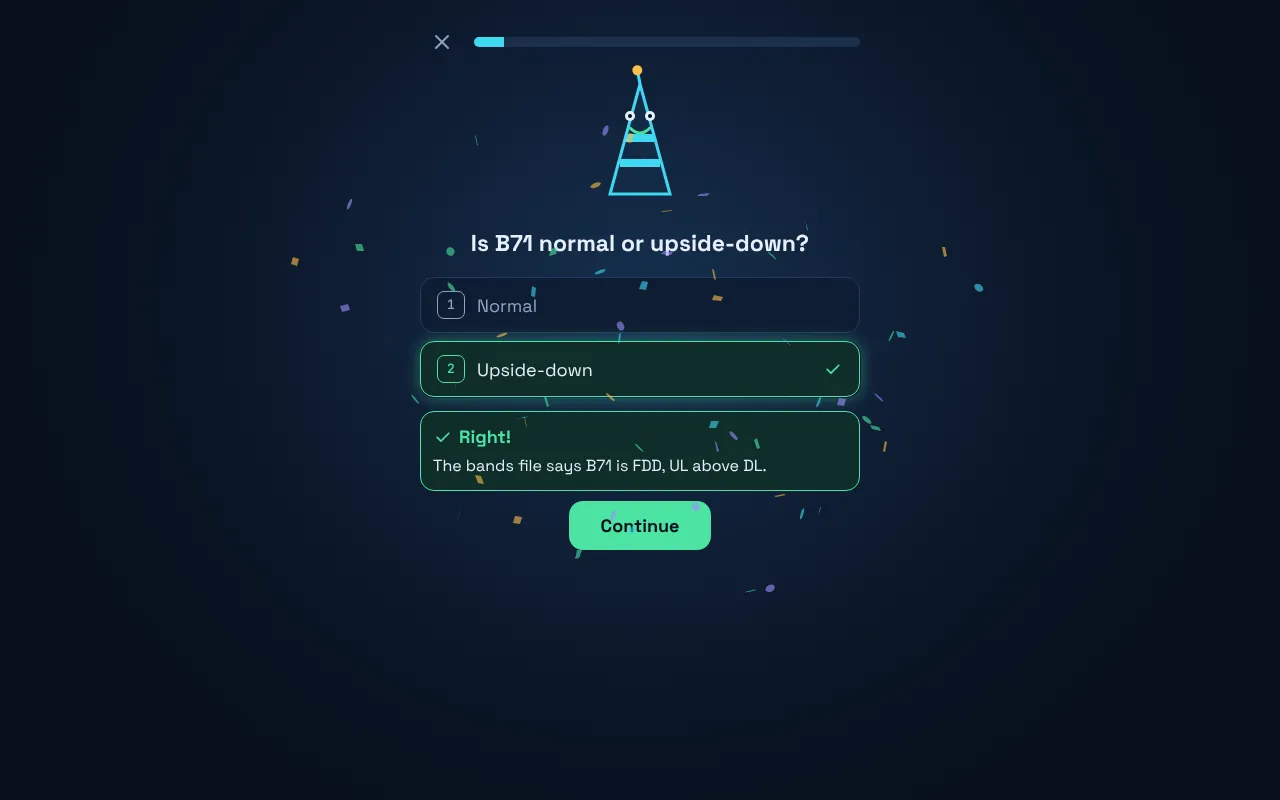 Is B71 normal or upside-down?
1 Normal
2 Upside-down
Right!
The bands file says B71 is FDD, UL above DL.
Continue